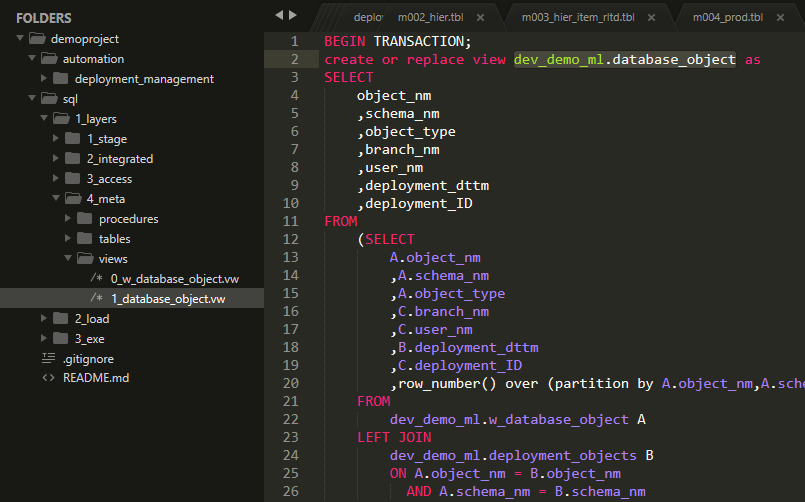 FOLDERS
demoproject
automation
deployment_management
sql
1_layers
1_stage
2_integrated
3_access
4_meta
procedures
tables
views
/* 0_w_database_object.vw
/* 1_database_object.vw
2_load
3_exe
.gitignore
<> README.md
m002_hier.tbl × m003_hier_item_rltd.tbl × m004_prod.tbl ×
1 BEGIN TRANSACTION;
2 create or replace view dev_demo_ml.database_object as
3 SELECT
4 object_nm
5 ,schema_nm
6 ,object_type
7 ,branch_nm
8 ,user_nm
9 ,deployment_dttm
10 ,deployment_ID
11 FROM
12 (SELECT
13 A.object_nm
14 ,A.schema_nm
15 ,A.object_type
16 ,C.branch_nm
17 ,C.user_nm
18 ,B.deployment_dttm
19 ,C.deployment_ID
20 ,row_number() over (partition by A.object_nm,A.sche
21 FROM
22 dev_demo_ml.w_database_object A
23 LEFT JOIN
24 dev_demo_ml.deployment_objects B
25 ON A.object_nm = B.object_nm
26 AND A.schema_nm = B.schema_nm